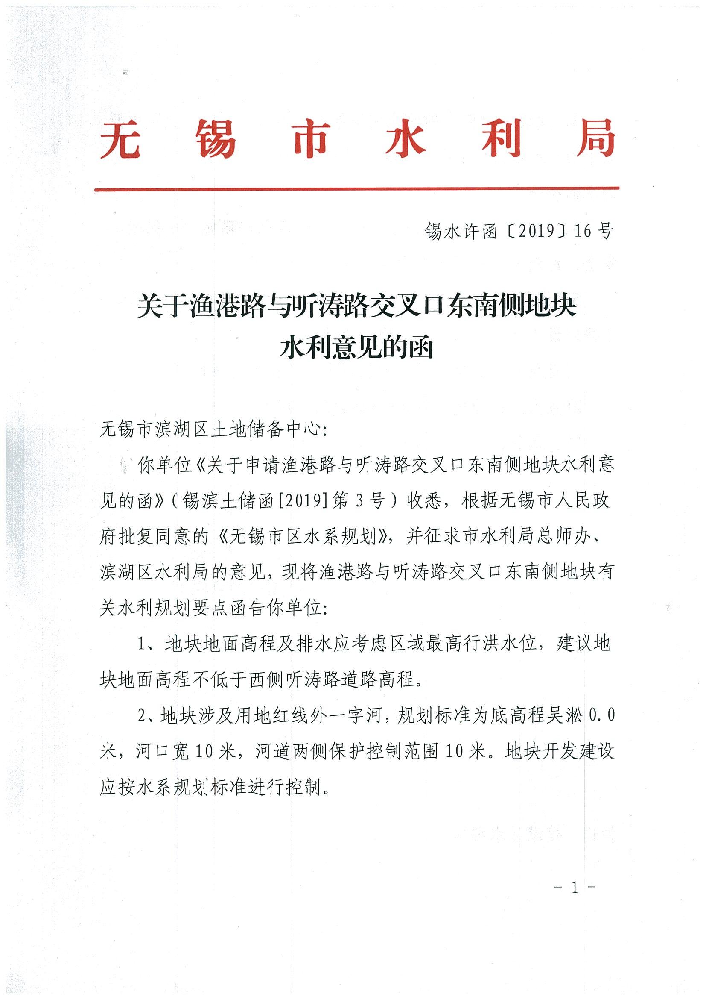 无锡市水利局
锡水许函〔2019〕16号
关于渔港路与听涛路交叉口东南侧地块
水利意见的函
无锡市滨湖区土地储备中心：
你单位《关于申请渔港路与听涛路交叉口东南侧地块水利意
见的函》（锡滨土储函[2019]第 3 号）收悉，根据无锡市人民政
府批复同意的《无锡市区水系规划》，并征求市水利局总师办、
滨湖区水利局的意见，现将渔港路与听涛路交叉口东南侧地块有
关水利规划要点函告你单位：
1、地块地面高程及排水应考虑区域最高行洪水位，建议地
块地面高程不低于西侧听涛路道路高程。
2、地块涉及用地红线外一字河，规划标准为底高程吴淞 0.0
米，河口宽 10 米，河道两侧保护控制范围 10 米。地块开发建设
应按水系规划标准进行控制。
- 1 -